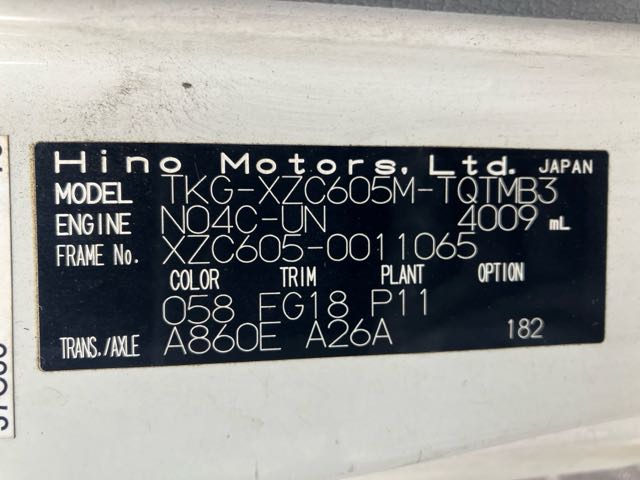 Hino Motors, Ltd. JAPAN
MODEL TKG-XZC605M-TQTMB3
ENGINE N04C-UN 4009 mL
FRAME No. XZC605-0011065
COLOR TRIM PLANT OPTION
058 FG18 P11
TRANS./AXLE A860E A26A 182